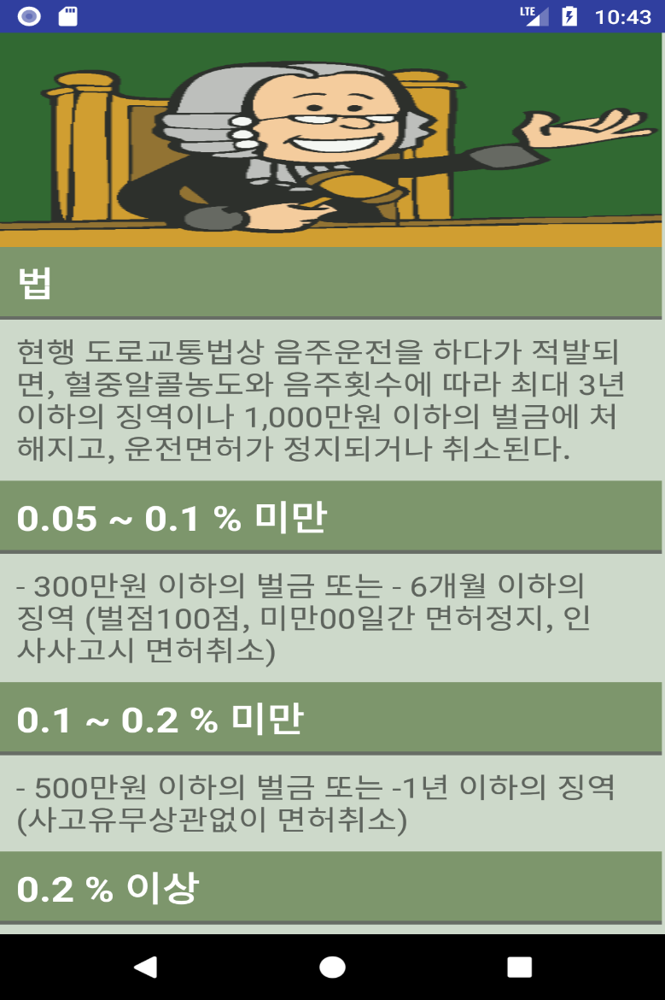 LTE 10:43
법
현행 도로교통법상 음주운전을 하다가 적발되
면, 혈중알콜농도와 음주횟수에 따라 최대 3년
이하의 징역이나 1,000만원 이하의 벌금에 처
해지고, 운전면허가 정지되거나 취소된다.
0.05 ~ 0.1 % 미만
- 300만원 이하의 벌금 또는 - 6개월 이하의
징역 (벌점100점, 미만00일간 면허정지, 인
사사고시 면허취소)
0.1 ~ 0.2 % 미만
- 500만원 이하의 벌금 또는 -1년 이하의 징역
(사고유무상관없이 면허취소)
0.2 % 이상